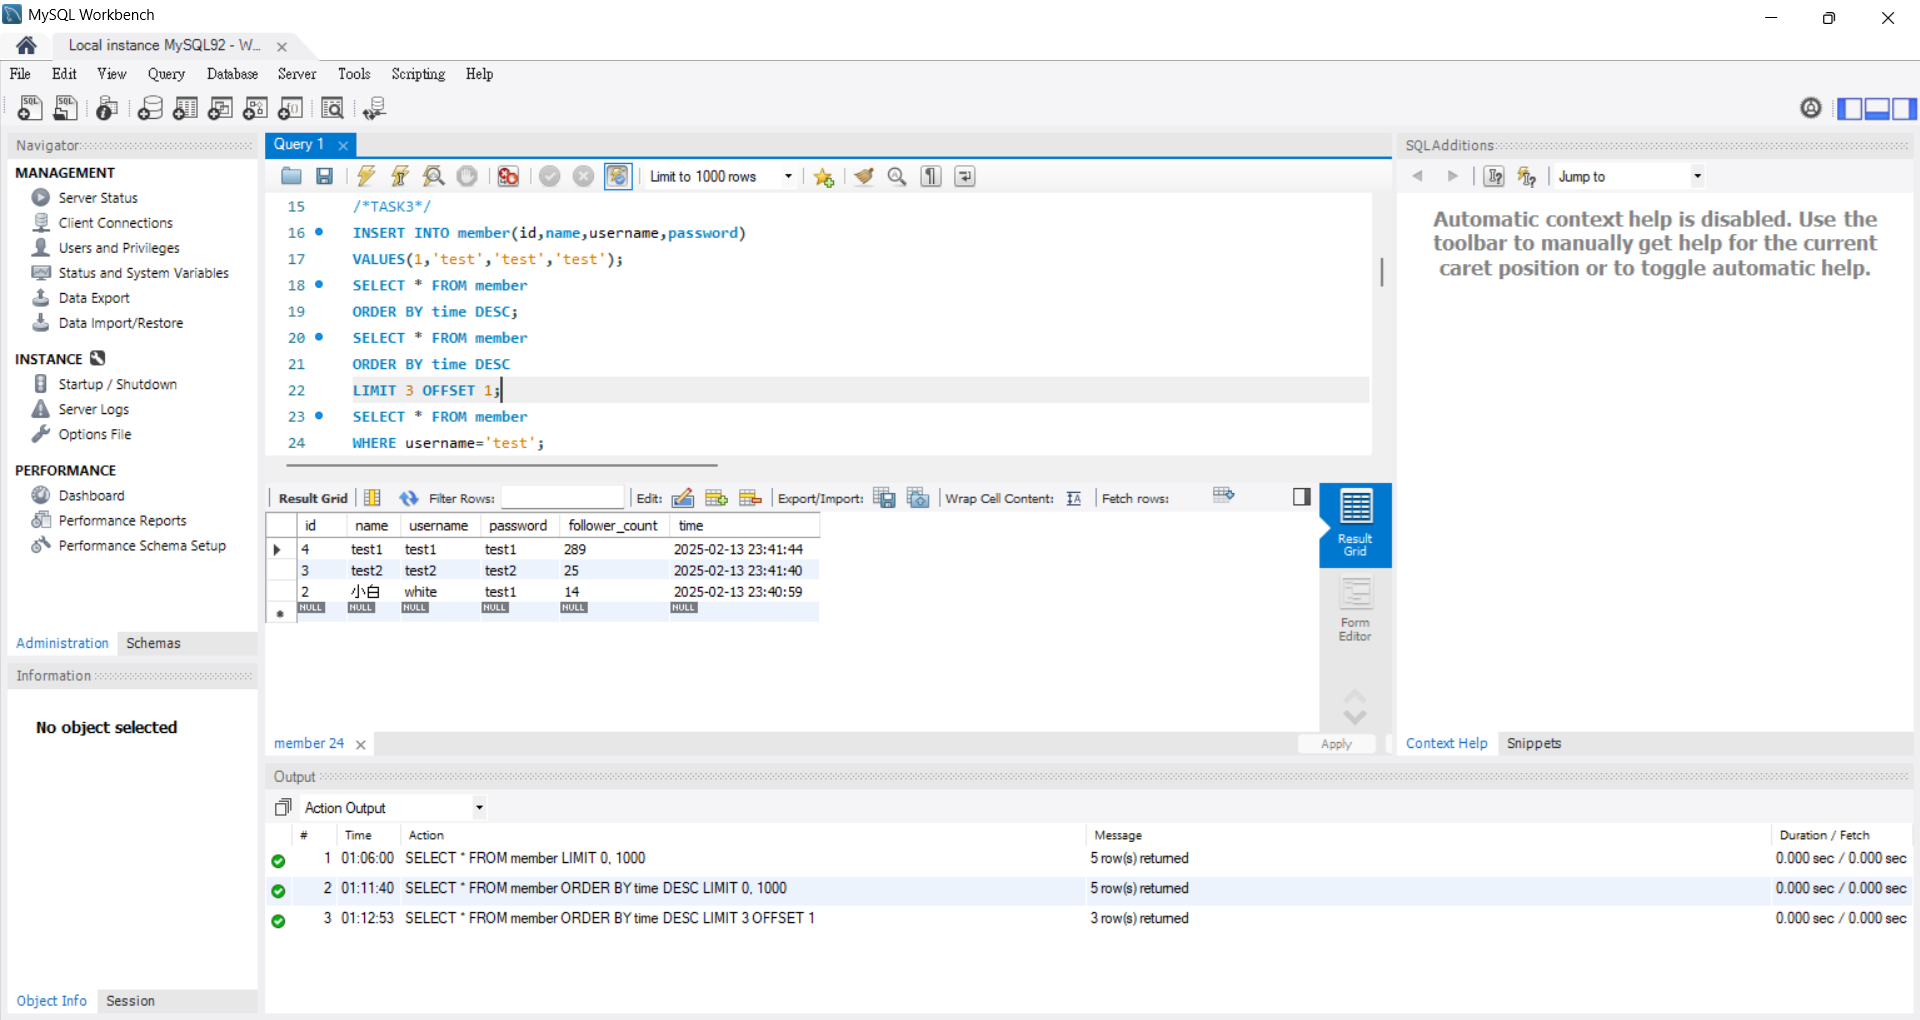 MySQL Workbench
Local instance MySQL92 - W...
File Edit View Query Database Server Tools Scripting Help
Navigator
MANAGEMENT
Server Status
Client Connections
Users and Privileges
Status and System Variables
Data Export
Data Import/Restore
INSTANCE
Startup / Shutdown
Server Logs
Options File
PERFORMANCE
Dashboard
Performance Reports
Performance Schema Setup
Administration Schemas
Information
No object selected
Object Info Session
Query 1
Limit to 1000 rows
15 /*TASK3*/
16 INSERT INTO member(id,name,username,password)
17 VALUES(1,'test','test','test');
18 SELECT * FROM member
19 ORDER BY time DESC;
20 SELECT * FROM member
21 ORDER BY time DESC
22 LIMIT 3 OFFSET 1;
23 SELECT * FROM member
24 WHERE username='test';
Result Grid Filter Rows: Edit: Export/Import: Wrap Cell Content: Fetch rows:
id name username password follower_count time
4 test1 test1 test1 289 2025-02-13 23:41:44
3 test2 test2 test2 25 2025-02-13 23:41:40
2 小白 white test1 14 2025-02-13 23:40:59
NULL NULL NULL NULL NULL NULL
Result Grid
Form Editor
member 24
Apply
SQLAdditions
Jump to
Automatic context help is disabled. Use the
toolbar to manually get help for the current
caret position or to toggle automatic help.
Context Help Snippets
Output
Action Output
# Time Action Message Duration / Fetch
1 01:06:00 SELECT * FROM member LIMIT 0, 1000 5 row(s) returned 0.000 sec / 0.000 sec
2 01:11:40 SELECT * FROM member ORDER BY time DESC LIMIT 0, 1000 5 row(s) returned 0.000 sec / 0.000 sec
3 01:12:53 SELECT * FROM member ORDER BY time DESC LIMIT 3 OFFSET 1 3 row(s) returned 0.000 sec / 0.000 sec